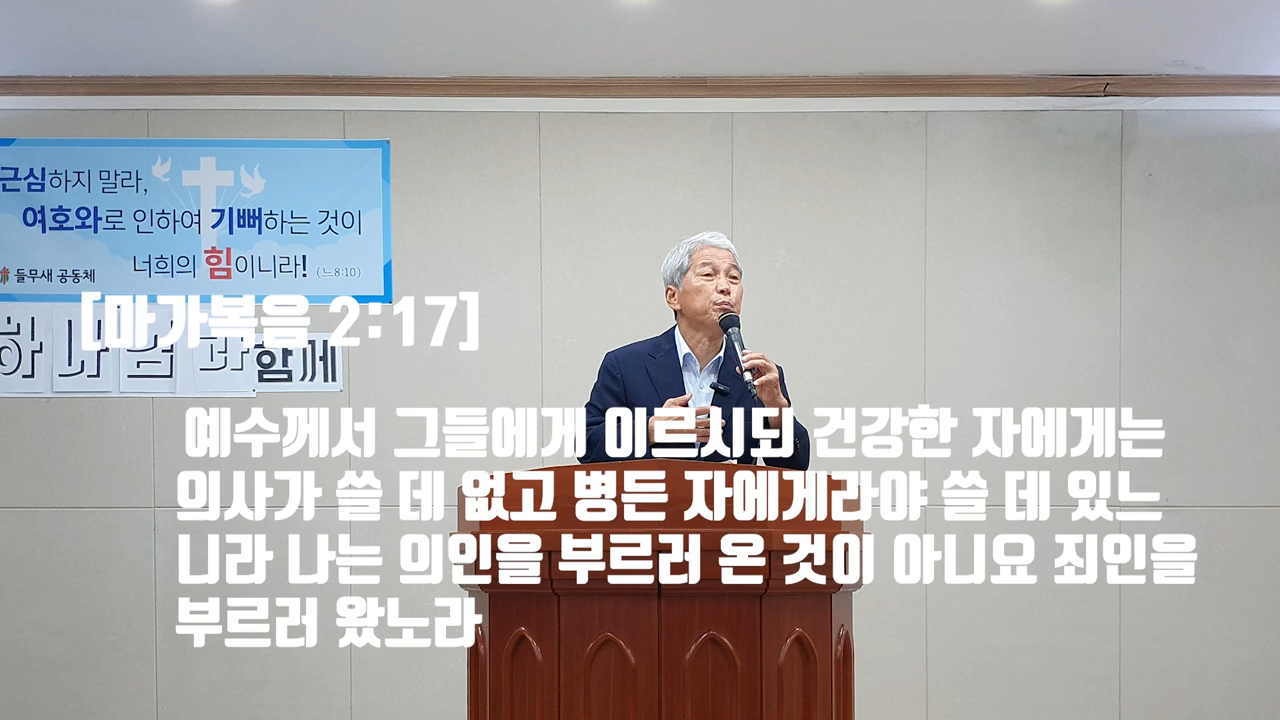 근심하지 말라,
여호와로 인하여 기뻐하는 것이
너희의 힘이니라! (느8:10)
들무새 공동체
[마가복음 2:17]
하나님과 함께
예수께서 그들에게 이르시되 건강한 자에게는
의사가 쓸 데 없고 병든 자에게라야 쓸 데 있느
니라 나는 의인을 부르러 온 것이 아니요 죄인을
부르러 왔노라